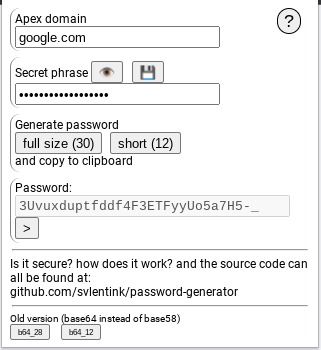 Apex domain
?
google.com
Secret phrase
•••••••••••••••••
Generate password
full size (30) short (12)
and copy to clipboard
Password:
3Uvuxduptfddf4F3ETFyyUo5a7H5-_
>
Is it secure? how does it work? and the source code can
all be found at:
github.com/svlentink/password-generator
Old version (base64 instead of base58)
b64_28 b64_12